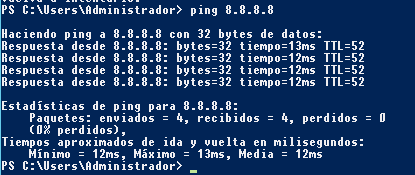 PS C:\Users\Administrador> ping 8.8.8.8
Haciendo ping a 8.8.8.8 con 32 bytes de datos:
Respuesta desde 8.8.8.8: bytes=32 tiempo=13ms TTL=52
Respuesta desde 8.8.8.8: bytes=32 tiempo=12ms TTL=52
Respuesta desde 8.8.8.8: bytes=32 tiempo=12ms TTL=52
Respuesta desde 8.8.8.8: bytes=32 tiempo=12ms TTL=52
Estadísticas de ping para 8.8.8.8:
Paquetes: enviados = 4, recibidos = 4, perdidos = 0
(0% perdidos),
Tiempos aproximados de ida y vuelta en milisegundos:
Mínimo = 12ms, Máximo = 13ms, Media = 12ms
PS C:\Users\Administrador>